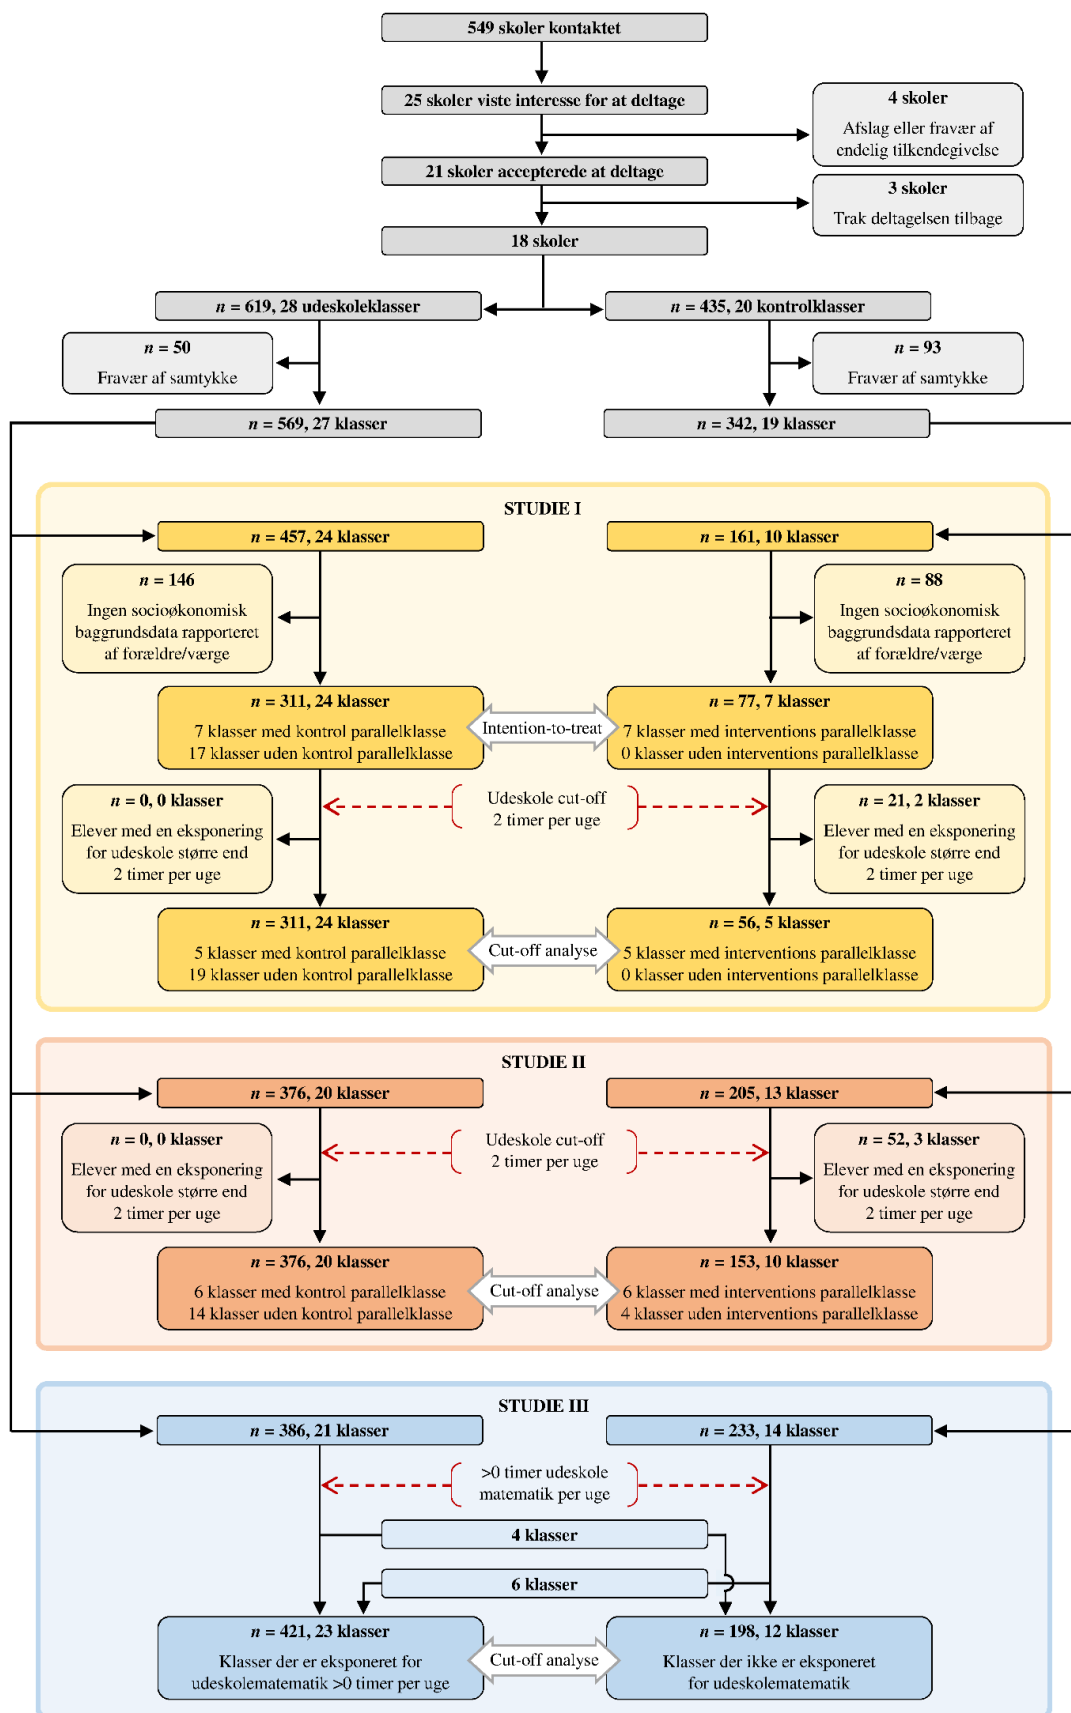 549 skoler kontaktet
25 skoler viste interesse for at deltage
4 skoler
Afslag eller fravær af
endelig tilkendegivelse
21 skoler accepterede at deltage
3 skoler
Trak deltagelsen tilbage
18 skoler
n = 619, 28 udeskoleklasser
n = 435, 20 kontrolklasser
n = 50
Fravær af samtykke
n = 93
Fravær af samtykke
n = 569, 27 klasser
n = 342, 19 klasser
STUDIE I
n = 457, 24 klasser
n = 161, 10 klasser
n = 146
Ingen socioøkonomisk
baggrundsdata rapporteret
af forældre/værge
n = 88
Ingen socioøkonomisk
baggrundsdata rapporteret
af forældre/værge
n = 311, 24 klasser
7 klasser med kontrol parallelklasse
17 klasser uden kontrol parallelklasse
Intention-to-treat
n = 77, 7 klasser
7 klasser med interventions parallelklasse
0 klasser uden interventions parallelklasse
n = 0, 0 klasser
Elever med en eksponering
for udeskole større end
2 timer per uge
Udeskole cut-off
2 timer per uge
n = 21, 2 klasser
Elever med en eksponering
for udeskole større end
2 timer per uge
n = 311, 24 klasser
5 klasser med kontrol parallelklasse
19 klasser uden kontrol parallelklasse
Cut-off analyse
n = 56, 5 klasser
5 klasser med interventions parallelklasse
0 klasser uden interventions parallelklasse
STUDIE II
n = 376, 20 klasser
n = 205, 13 klasser
n = 0, 0 klasser
Elever med en eksponering
for udeskole større end
2 timer per uge
Udeskole cut-off
2 timer per uge
n = 52, 3 klasser
Elever med en eksponering
for udeskole større end
2 timer per uge
n = 376, 20 klasser
6 klasser med kontrol parallelklasse
14 klasser uden kontrol parallelklasse
Cut-off analyse
n = 153, 10 klasser
6 klasser med interventions parallelklasse
4 klasser uden interventions parallelklasse
STUDIE III
n = 386, 21 klasser
n = 233, 14 klasser
>0 timer udeskole
matematik per uge
4 klasser
6 klasser
n = 421, 23 klasser
Klasser der er eksponeret for
udeskolematematik >0 timer per uge
Cut-off analyse
n = 198, 12 klasser
Klasser der ikke er eksponeret
for udeskolematematik